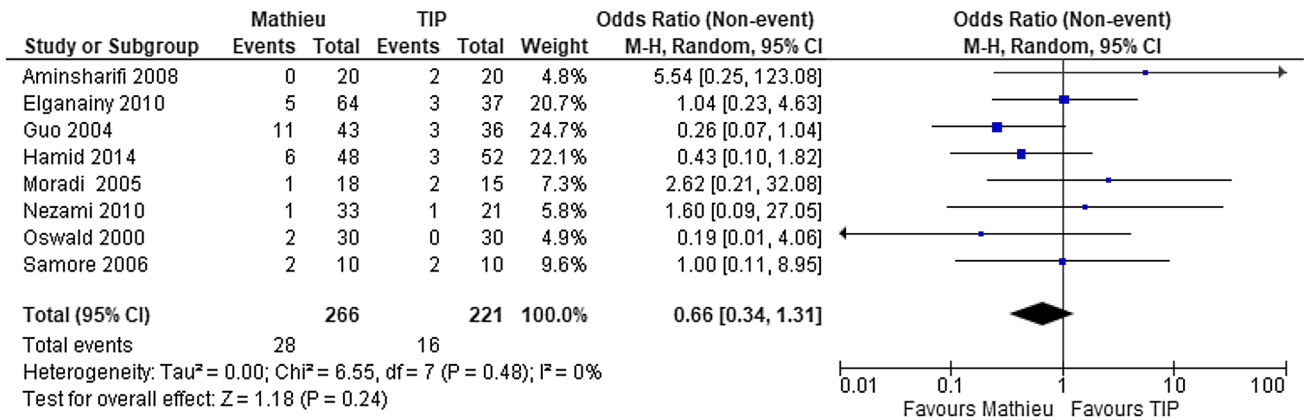 Mathieu TIP Odds Ratio (Non-event) Odds Ratio (Non-event)
Study or Subgroup Events Total Events Total Weight M-H, Random, 95% CI M-H, Random, 95% CI
Aminsharifi 2008 0 20 2 20 4.8% 5.54 [0.25, 123.08]
Elganainy 2010 5 64 3 37 20.7% 1.04 [0.23, 4.63]
Guo 2004 11 43 3 36 24.7% 0.26 [0.07, 1.04]
Hamid 2014 6 48 3 52 22.1% 0.43 [0.10, 1.82]
Moradi 2005 1 18 2 15 7.3% 2.62 [0.21, 32.08]
Nezami 2010 1 33 1 21 5.8% 1.60 [0.09, 27.05]
Oswald 2000 2 30 0 30 4.9% 0.19 [0.01, 4.06]
Samore 2006 2 10 2 10 9.6% 1.00 [0.11, 8.95]
Total (95% CI) 266 221 100.0% 0.66 [0.34, 1.31]
Total events 28 16
Heterogeneity: Tau² = 0.00; Chi² = 6.55, df = 7 (P = 0.48); I² = 0%
Test for overall effect: Z = 1.18 (P = 0.24)
0.01 0.1 1 10 100
Favours Mathieu Favours TIP